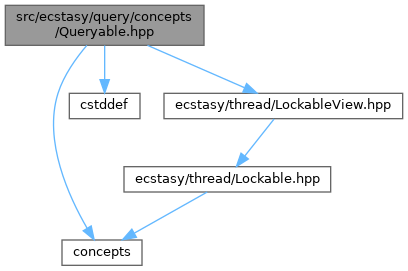 src/ecstasy/query/concepts
/Queryable.hpp
cstddef
ecstasy/thread/LockableView.hpp
ecstasy/thread/Lockable.hpp
concepts